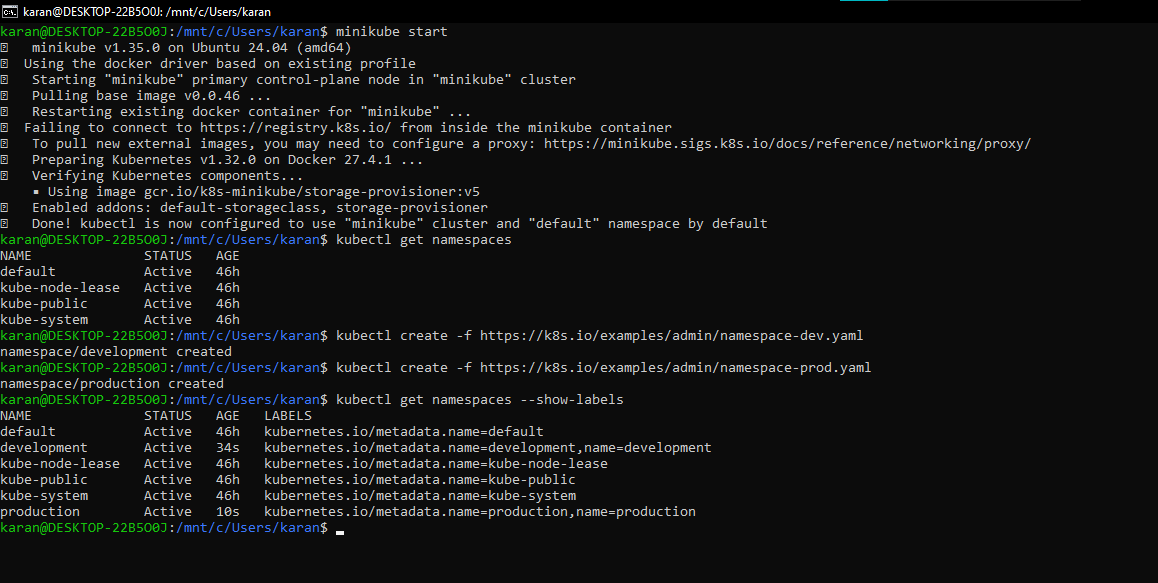 karan@DESKTOP-22B5O0J: /mnt/c/Users/karan
karan@DESKTOP-22B5O0J:/mnt/c/Users/karan$ minikube start
minikube v1.35.0 on Ubuntu 24.04 (amd64)
Using the docker driver based on existing profile
Starting "minikube" primary control-plane node in "minikube" cluster
Pulling base image v0.0.46 ...
Restarting existing docker container for "minikube" ...
Failing to connect to https://registry.k8s.io/ from inside the minikube container
To pull new external images, you may need to configure a proxy: https://minikube.sigs.k8s.io/docs/reference/networking/proxy/
Preparing Kubernetes v1.32.0 on Docker 27.4.1 ...
Verifying Kubernetes components...
▪ Using image gcr.io/k8s-minikube/storage-provisioner:v5
Enabled addons: default-storageclass, storage-provisioner
Done! kubectl is now configured to use "minikube" cluster and "default" namespace by default
karan@DESKTOP-22B5O0J:/mnt/c/Users/karan$ kubectl get namespaces
NAME              STATUS   AGE
default           Active   46h
kube-node-lease   Active   46h
kube-public       Active   46h
kube-system       Active   46h
karan@DESKTOP-22B5O0J:/mnt/c/Users/karan$ kubectl create -f https://k8s.io/examples/admin/namespace-dev.yaml
namespace/development created
karan@DESKTOP-22B5O0J:/mnt/c/Users/karan$ kubectl create -f https://k8s.io/examples/admin/namespace-prod.yaml
namespace/production created
karan@DESKTOP-22B5O0J:/mnt/c/Users/karan$ kubectl get namespaces --show-labels
NAME              STATUS   AGE   LABELS
default           Active   46h   kubernetes.io/metadata.name=default
development       Active   34s   kubernetes.io/metadata.name=development,name=development
kube-node-lease   Active   46h   kubernetes.io/metadata.name=kube-node-lease
kube-public       Active   46h   kubernetes.io/metadata.name=kube-public
kube-system       Active   46h   kubernetes.io/metadata.name=kube-system
production        Active   10s   kubernetes.io/metadata.name=production,name=production
karan@DESKTOP-22B5O0J:/mnt/c/Users/karan$